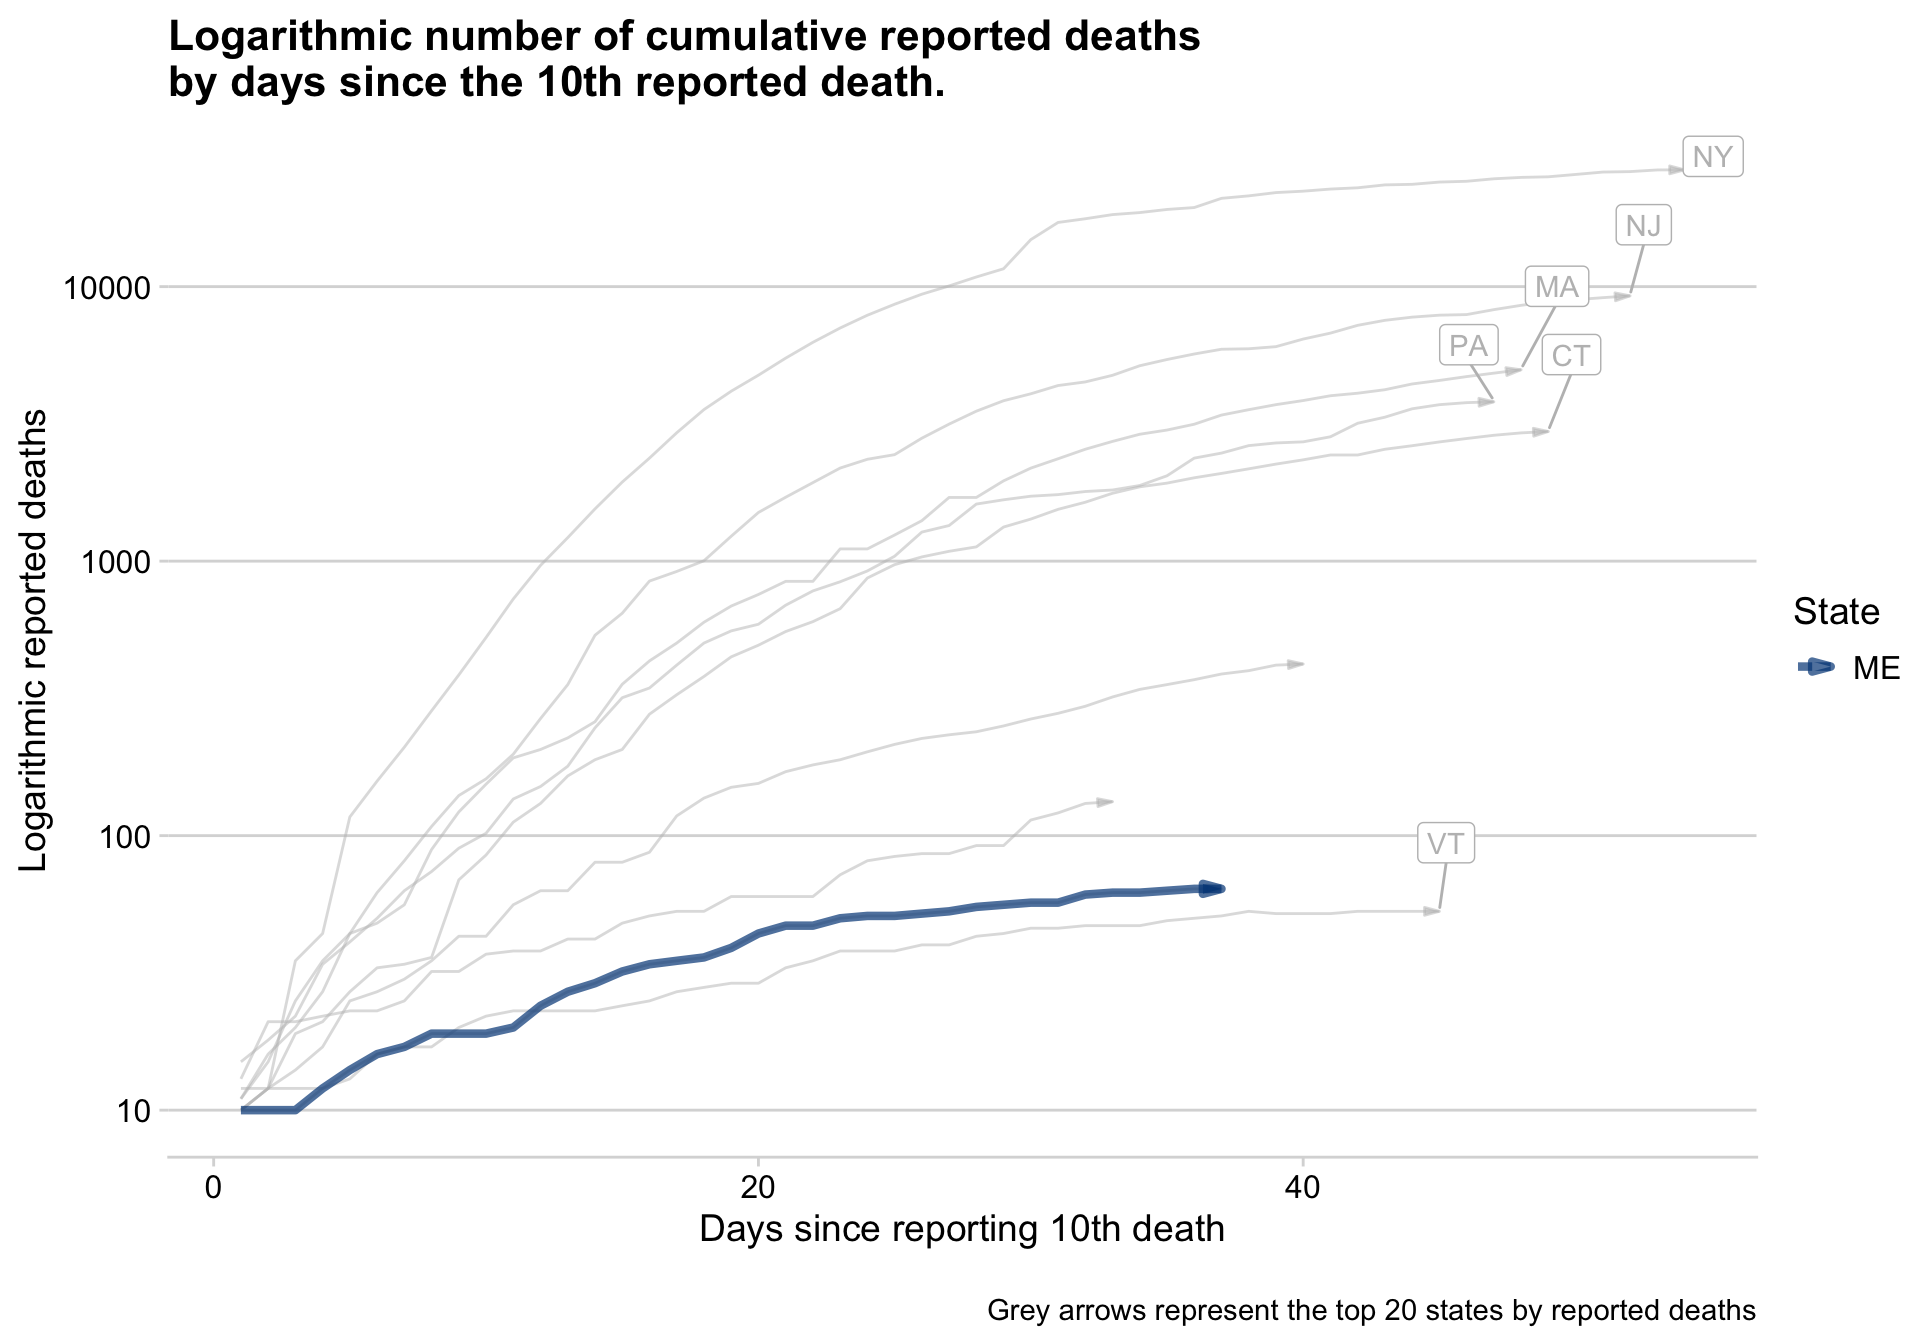 Logarithmic number of cumulative reported deaths
by days since the 10th reported death.
NY
NJ
MA
PA
CT
VT
10000
1000
100
10
Logarithmic reported deaths
0
20
40
Days since reporting 10th death
State
ME
Grey arrows represent the top 20 states by reported deaths